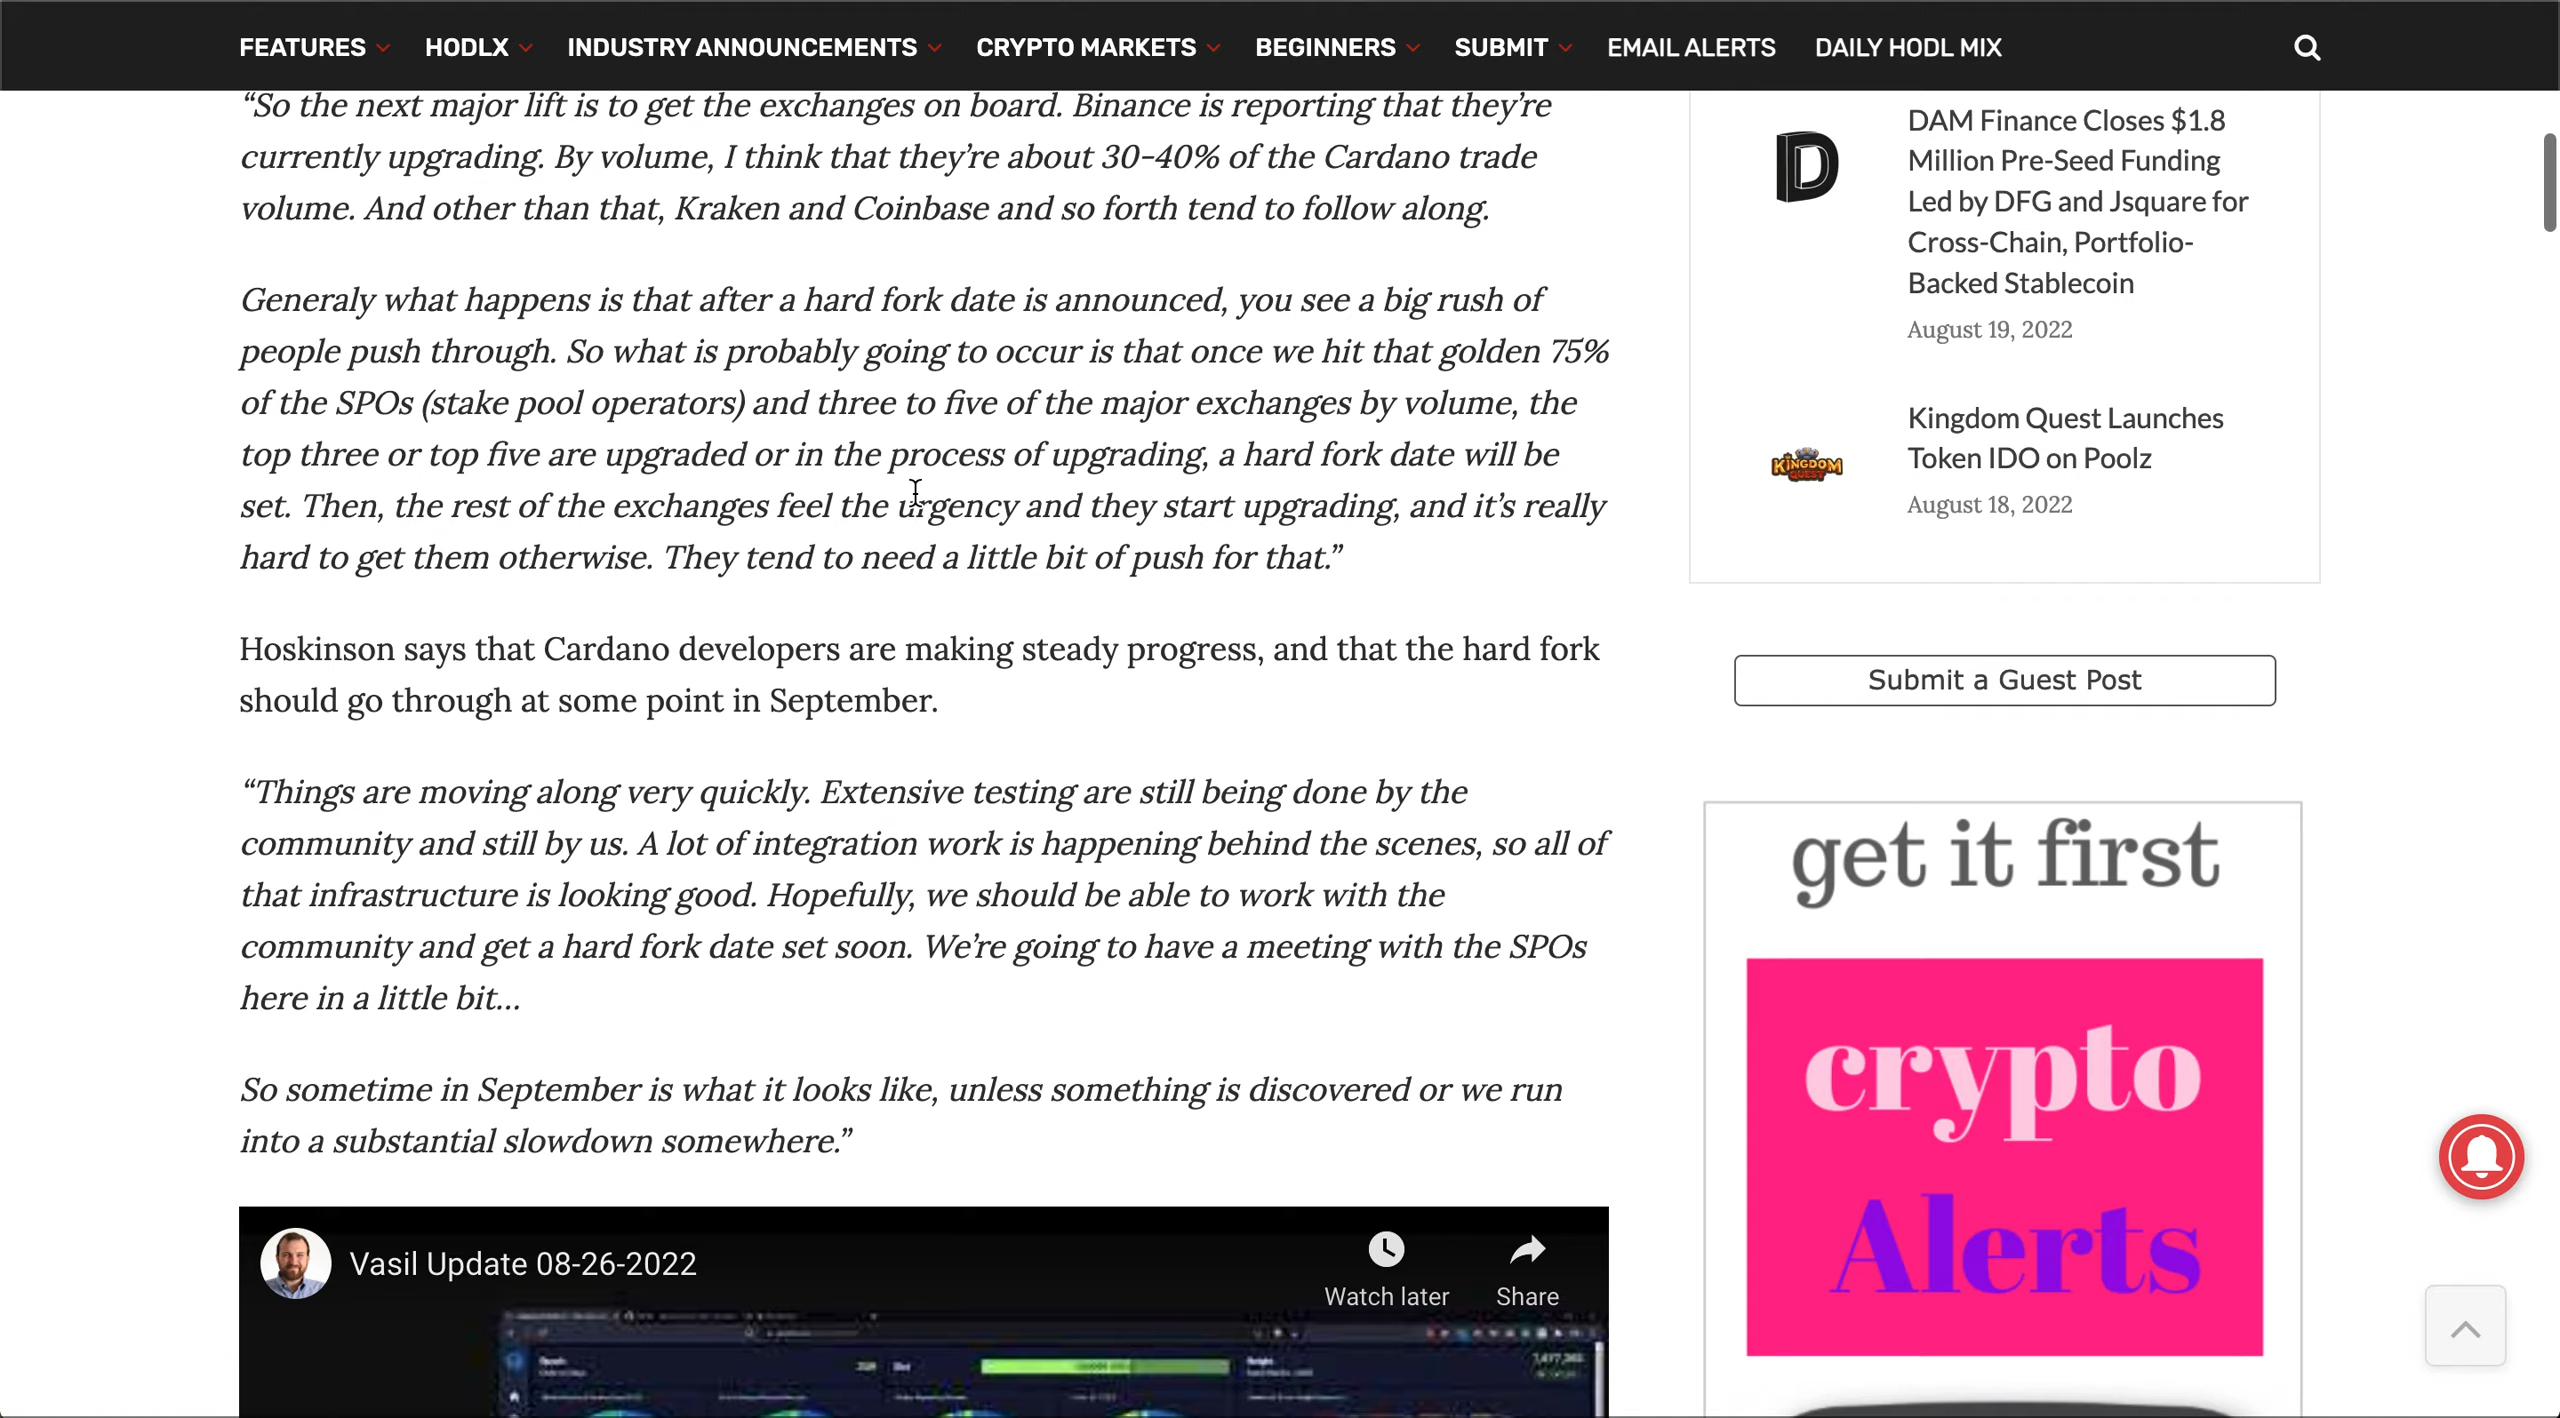 FEATURES HODLX INDUSTRY ANNOUNCEMENTS CRYPTO MARKETS BEGINNERS SUBMIT EMAIL ALERTS DAILY HODL MIX
“So the next major lift is to get the exchanges on board. Binance is reporting that they’re
currently upgrading. By volume, I think that they’re about 30-40% of the Cardano trade
volume. And other than that, Kraken and Coinbase and so forth tend to follow along.
Generaly what happens is that after a hard fork date is announced, you see a big rush of
people push through. So what is probably going to occur is that once we hit that golden 75%
of the SPOs (stake pool operators) and three to five of the major exchanges by volume, the
top three or top five are upgraded or in the process of upgrading, a hard fork date will be
set. Then, the rest of the exchanges feel the urgency and they start upgrading, and it’s really
hard to get them otherwise. They tend to need a little bit of push for that.”
Hoskinson says that Cardano developers are making steady progress, and that the hard fork
should go through at some point in September.
“Things are moving along very quickly. Extensive testing are still being done by the
community and still by us. A lot of integration work is happening behind the scenes, so all of
that infrastructure is looking good. Hopefully, we should be able to work with the
community and get a hard fork date set soon. We’re going to have a meeting with the SPOs
here in a little bit…
So sometime in September is what it looks like, unless something is discovered or we run
into a substantial slowdown somewhere.”
Vasil Update 08-26-2022
Watch later Share
D
DAM Finance Closes $1.8
Million Pre-Seed Funding
Led by DFG and Jsquare for
Cross-Chain, Portfolio-
Backed Stablecoin
August 19, 2022
KINGDOM
QUEST
Kingdom Quest Launches
Token IDO on Poolz
August 18, 2022
Submit a Guest Post
get it first
crypto
Alerts